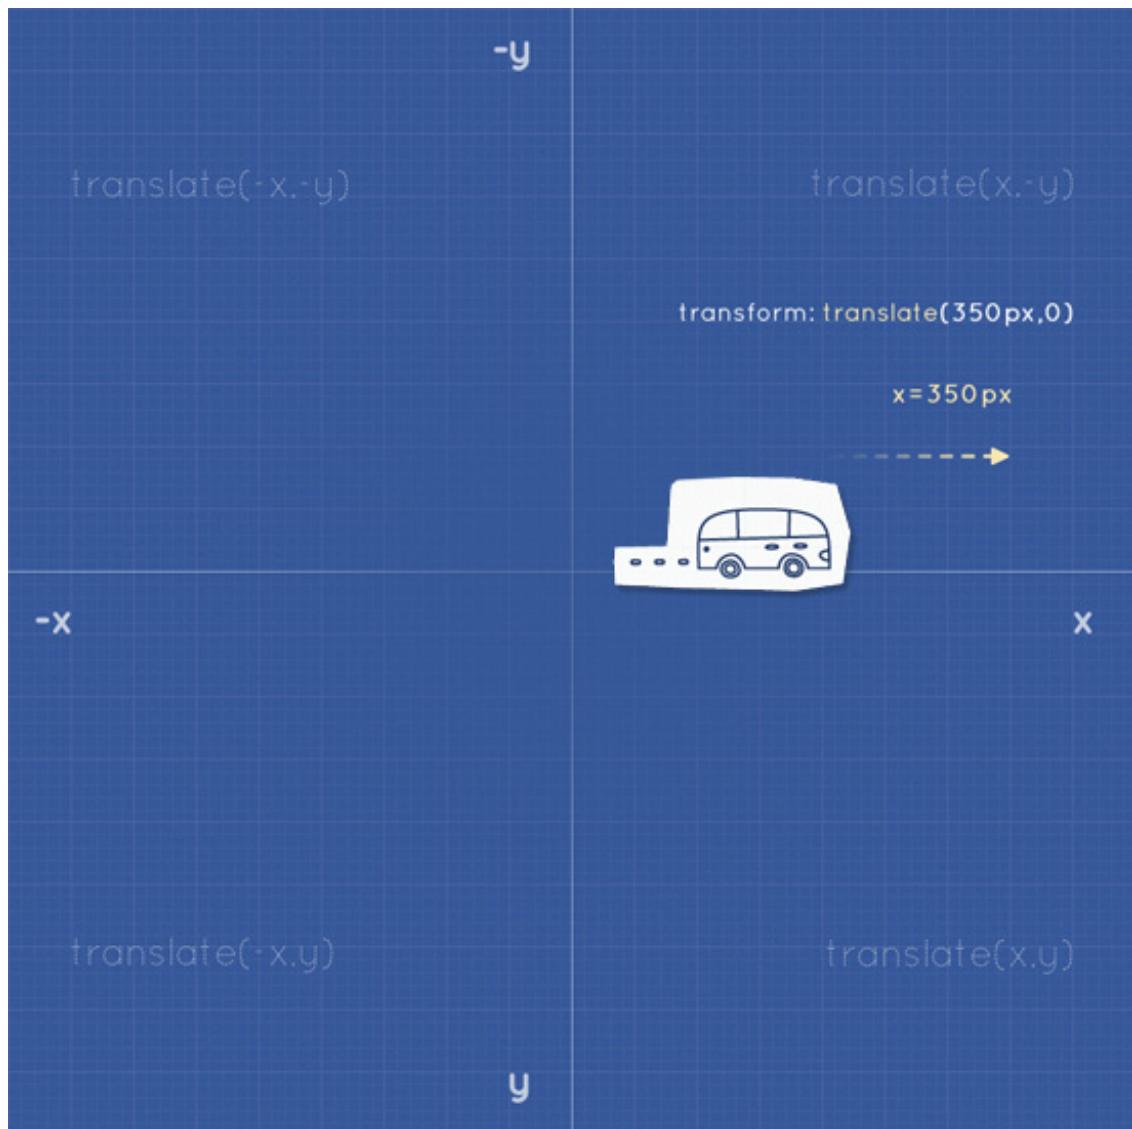 -y
translate(-x,-y)
translate(x,-y)
transform: translate(350px,0)
x=350px
-x
x
translate(-x,y)
translate(x,y)
y